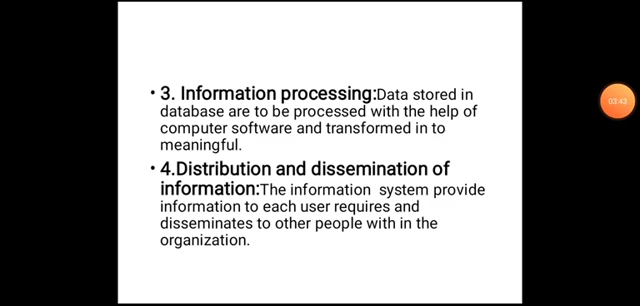 • 3. Information processing:Data stored in
database are to be processed with the help of
computer software and transformed in to
meaningful.
• 4.Distribution and dissemination of
information:The information system provide
information to each user requires and
disseminates to other people with in the
organization.
03:43